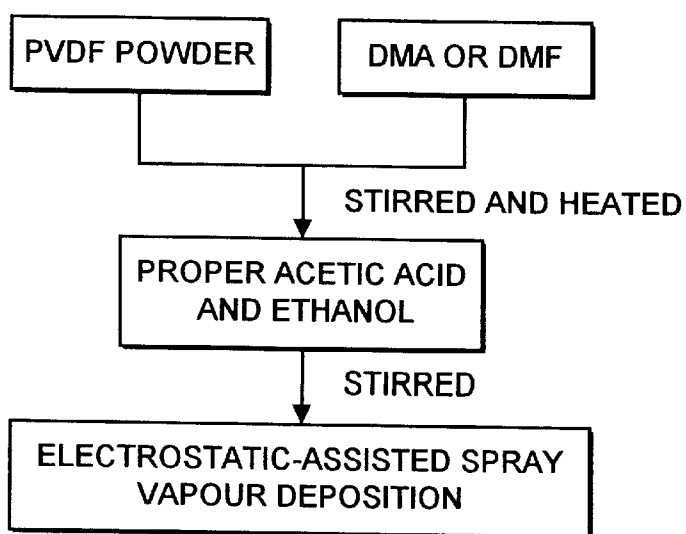 PVDF POWDER
DMA OR DMF
STIRRED AND HEATED
PROPER ACETIC ACID
AND ETHANOL
STIRRED
ELECTROSTATIC-ASSISTED SPRAY
VAPOUR DEPOSITION